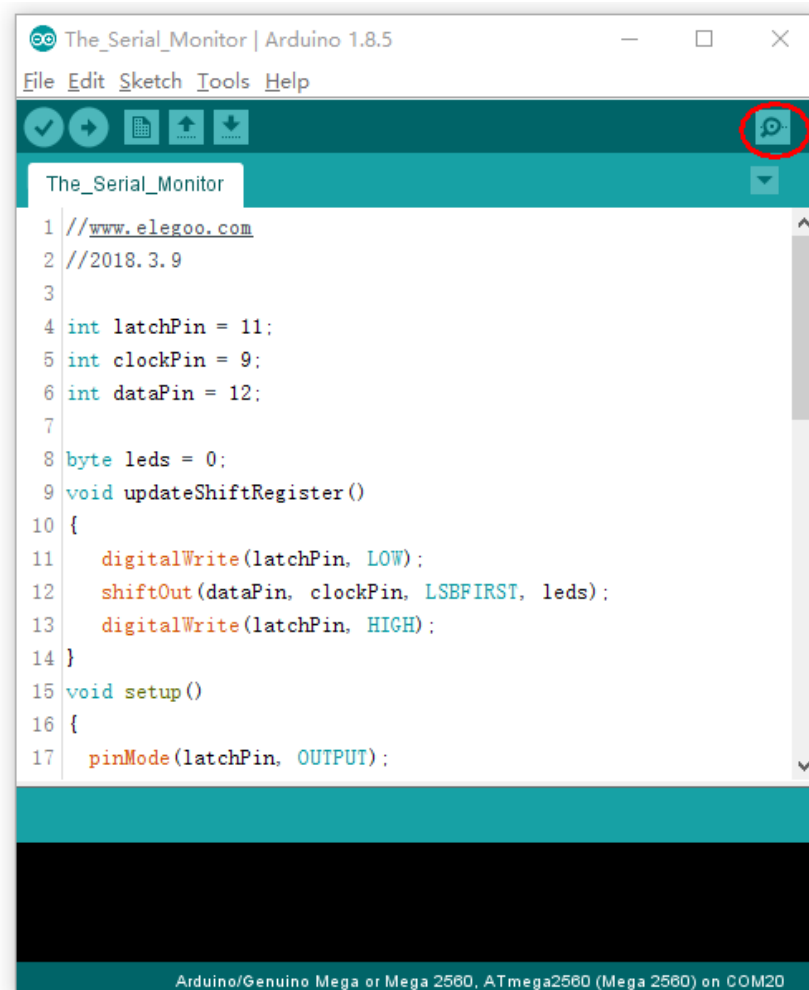 The_Serial_Monitor | Arduino 1.8.5
File Edit Sketch Tools Help
The_Serial_Monitor
1 //www.elegoo.com
2 //2018.3.9
3
4 int latchPin = 11;
5 int clockPin = 9;
6 int dataPin = 12;
7
8 byte leds = 0;
9 void updateShiftRegister()
10 {
11 digitalWrite(latchPin, LOW);
12 shiftOut(dataPin, clockPin, LSBFIRST, leds);
13 digitalWrite(latchPin, HIGH);
14 }
15 void setup()
16 {
17 pinMode(latchPin, OUTPUT);
Arduino/Genuino Mega or Mega 2560, ATmega2560 (Mega 2560) on COM20